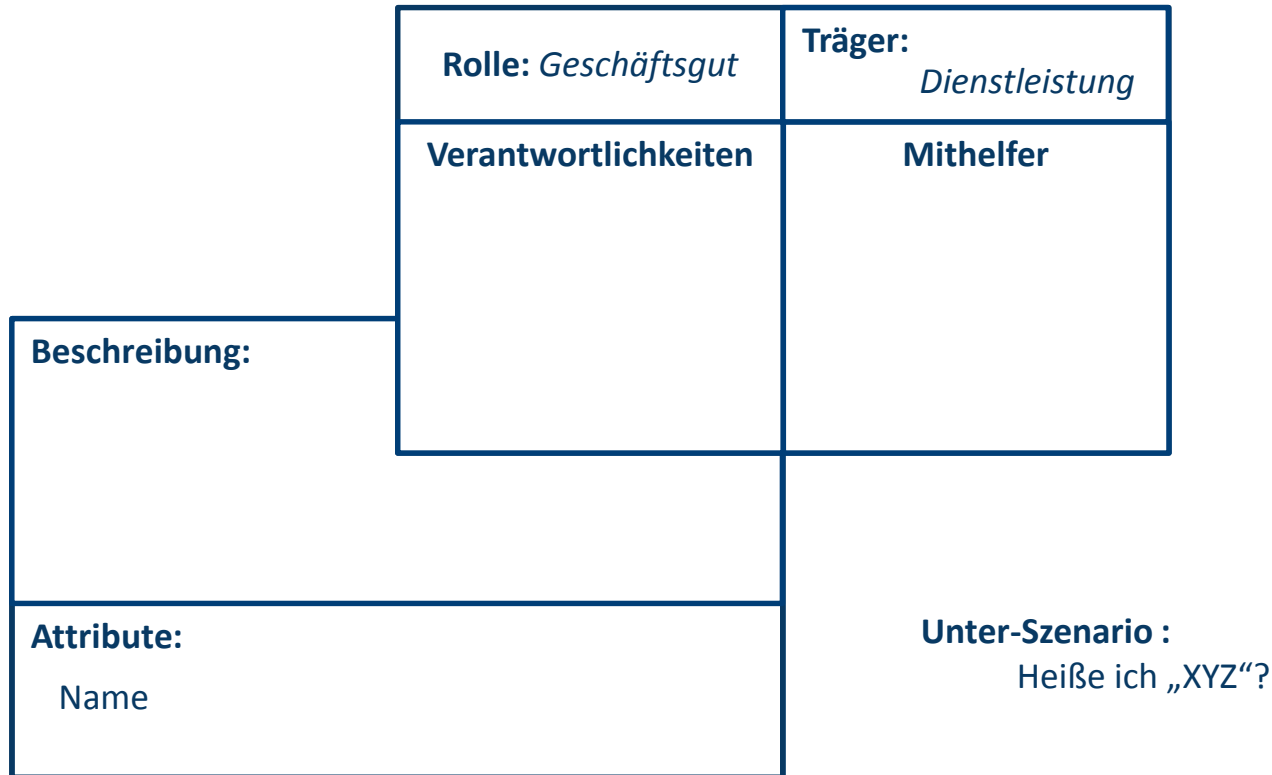 Rolle: Geschäftsgut
Träger:
Dienstleistung
Verantwortlichkeiten
Mithelfer
Beschreibung:
Attribute:
Name
Unter-Szenario :
Heiße ich „XYZ“?